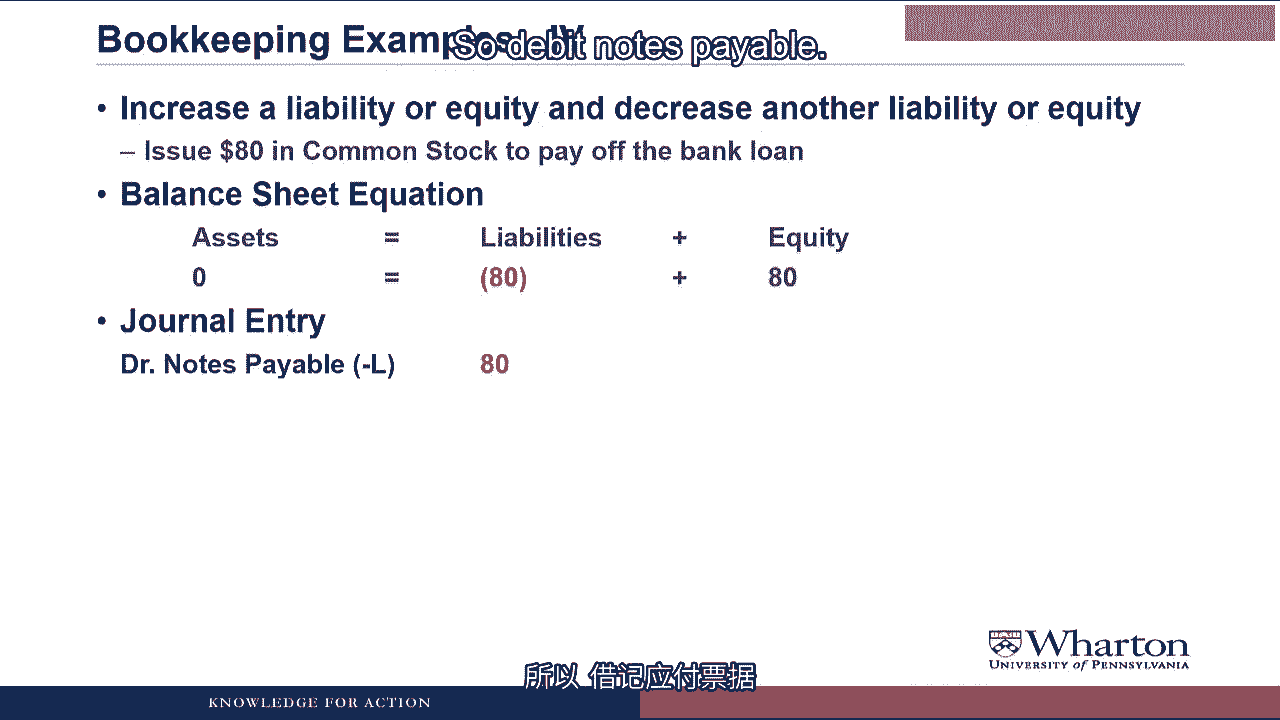 Bookkeeping Examples - IV
So debit notes payable.
• Increase a liability or equity and decrease another liability or equity
– Issue $80 in Common Stock to pay off the bank loan
• Balance Sheet Equation
Assets = Liabilities + Equity
0 = (80) + 80
• Journal Entry
Dr. Notes Payable (-L) 80
Wharton
UNIVERSITY of PENNSYLVANIA
所以 借记应付票据
KNOWLEDGE FOR ACTION